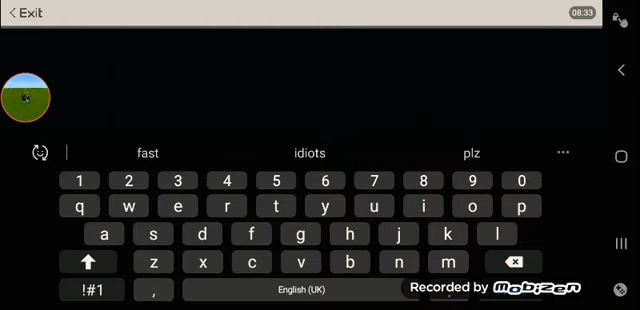 Exit 08:33
fast idiots plz
1 2 3 4 5 6 7 8 9 0
q w e r t y u i o p
a s d f g h j k l
z x c v b n m
!#1 , English (UK)
Recorded by Mobizen